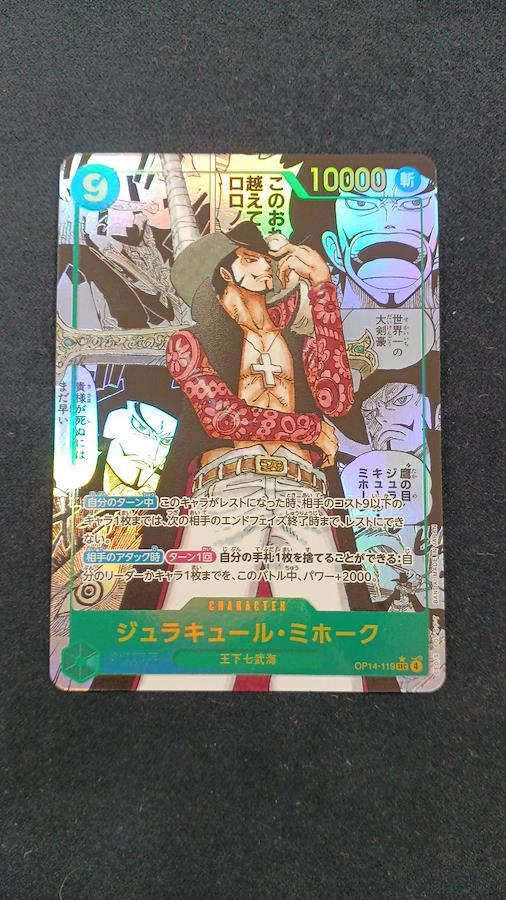 9
10000
斬
このおれ
越えて
ロロ
世界一の
大剣豪
貴様が死ぬには
まだ早い
"鷹の目
ジュラ
キュー
ミホー
自分のターン中 このキャラがレストになった時、相手のコスト9以下の
キャラ1枚までは、次の相手のエンドフェイズ終了時まで、レストにでき
ない。
相手のアタック時 ターン1回 自分の手札1枚を捨てることができる:自
分のリーダーかキャラ1枚までを、このバトル中、パワー+2000。
CHARACTER
ジュラキュール・ミホーク
王下七武海
OP14-119 SEC 4